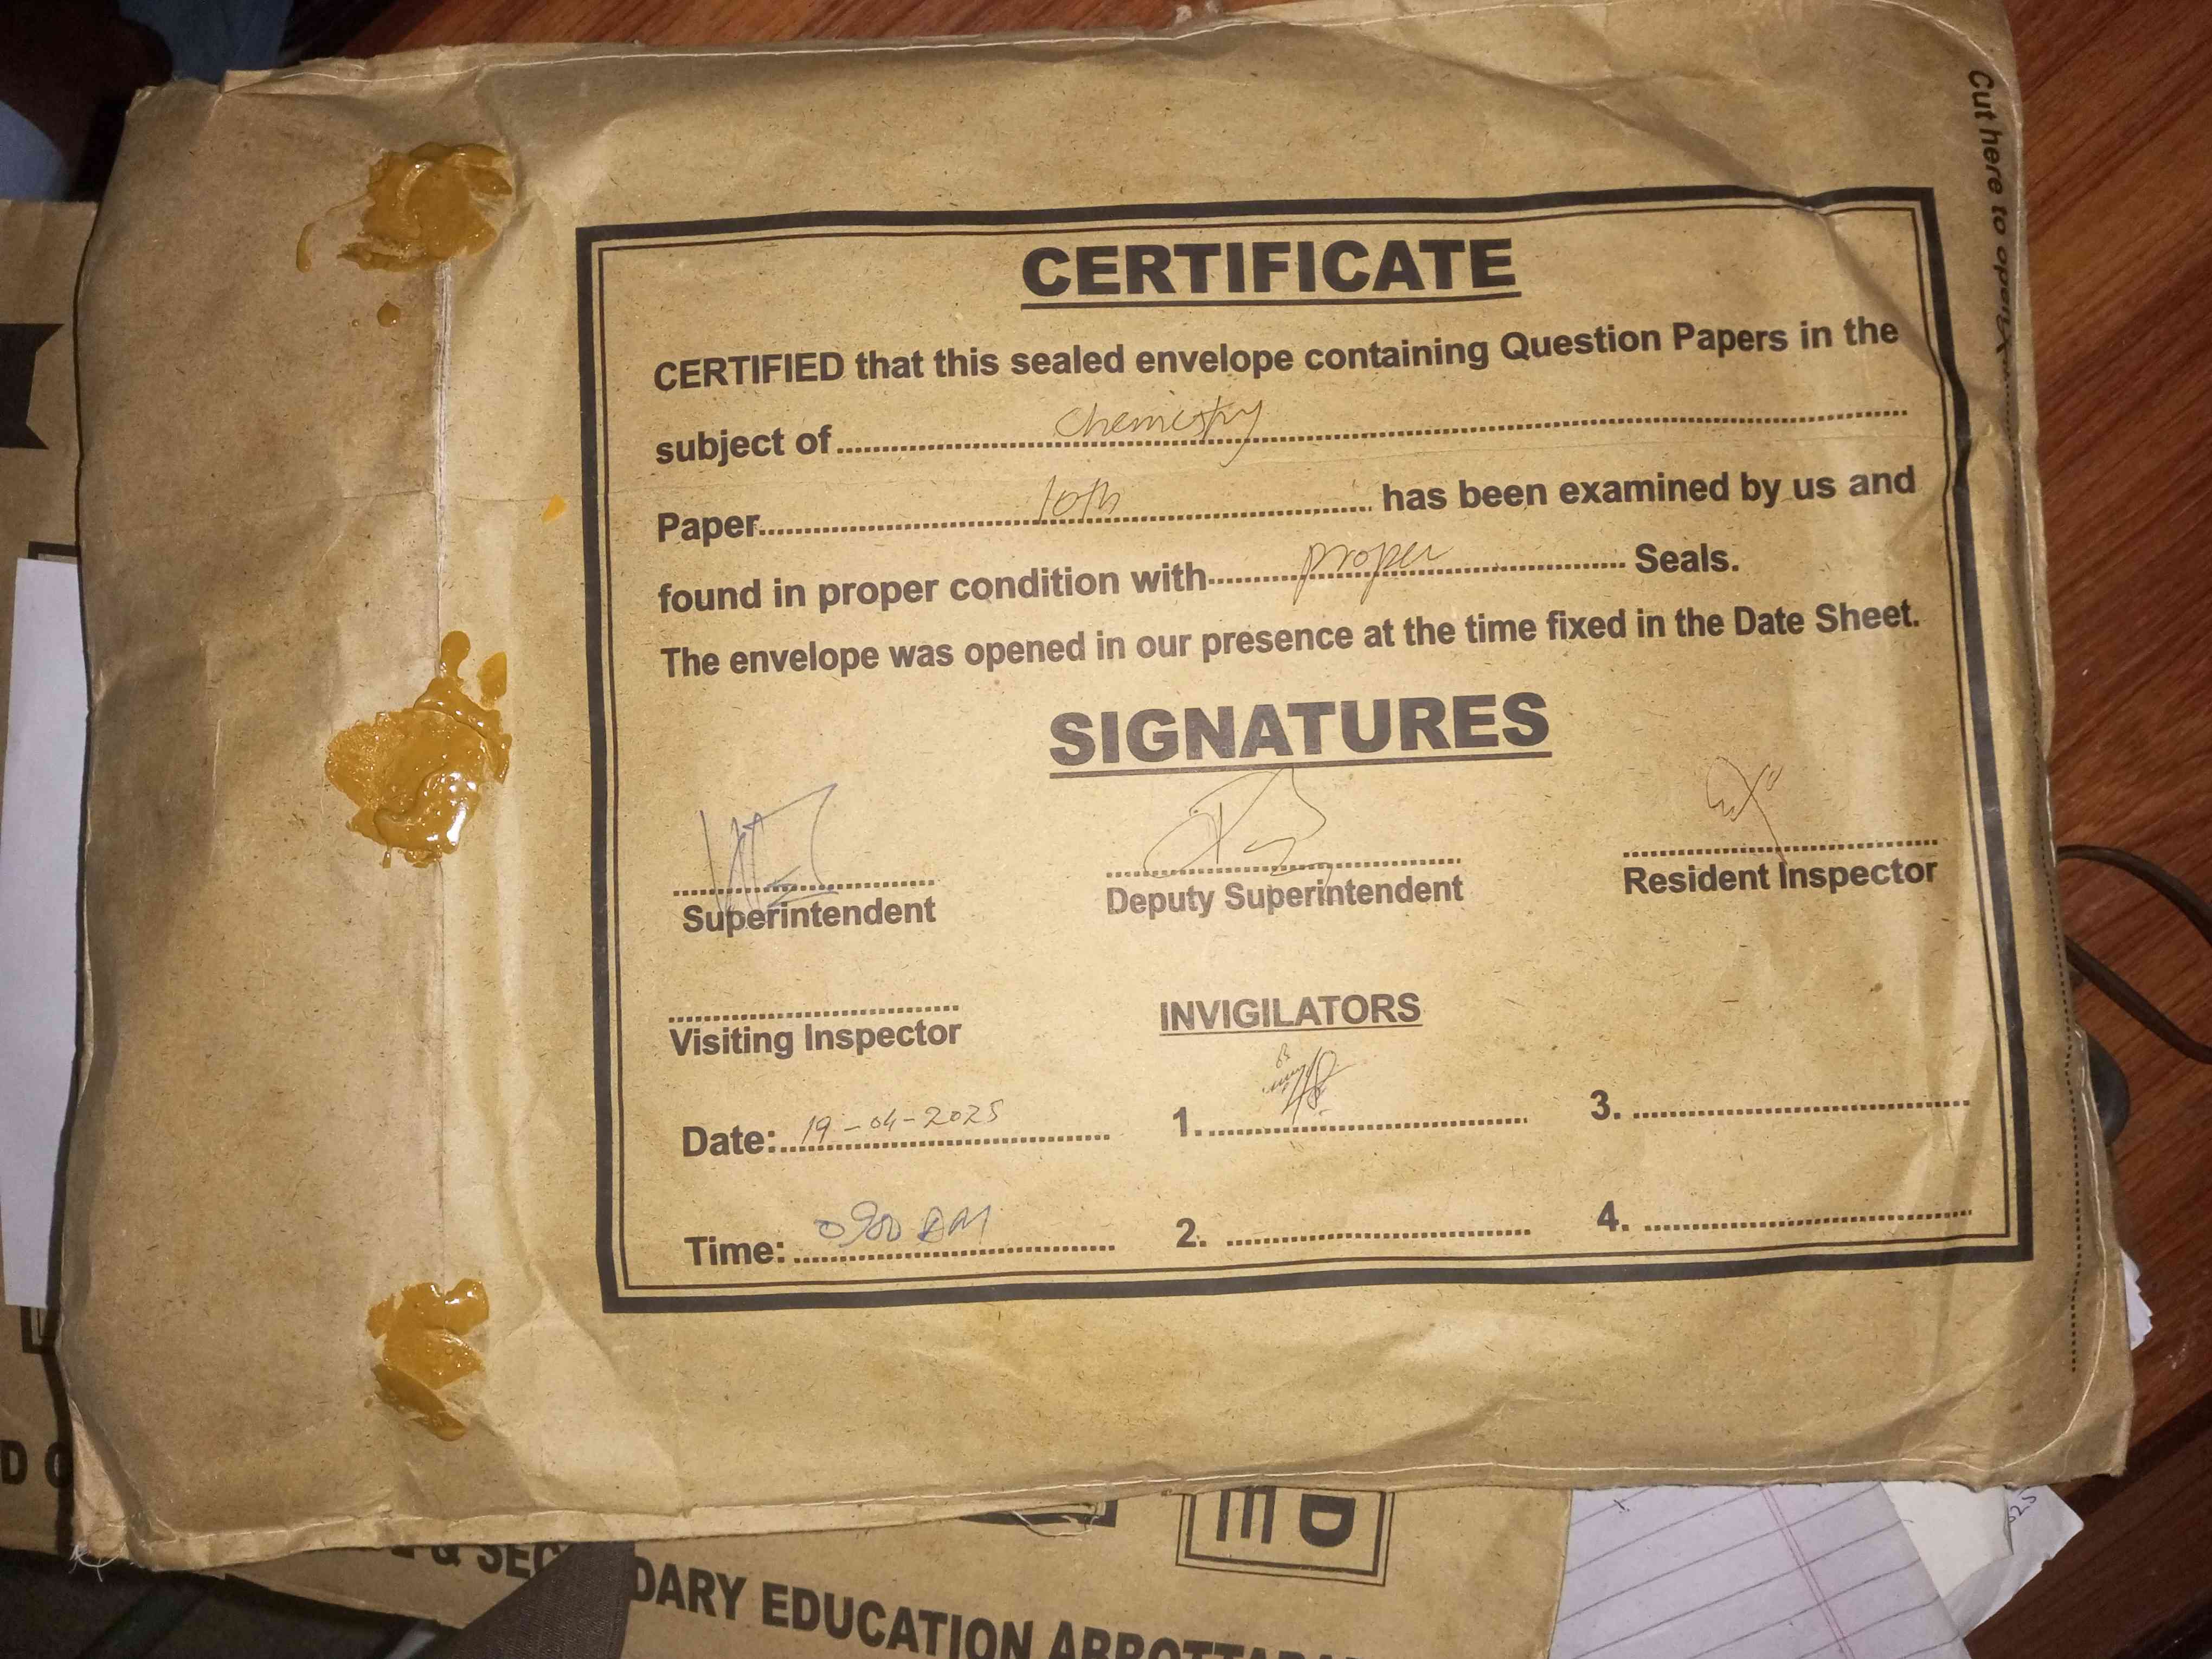 Cut here to open
CERTIFICATE
CERTIFIED that this sealed envelope containing Question Papers in the
subject of Chemistry
Paper 10th has been examined by us and
found in proper condition with proper Seals.
The envelope was opened in our presence at the time fixed in the Date Sheet.
SIGNATURES
Superintendent Deputy Superintendent Resident Inspector
Visiting Inspector INVIGILATORS
Date: 19-04-2025 1. 3.
Time: 0900 AM 2. 4.
D
E
& SEC DARY EDUCATION